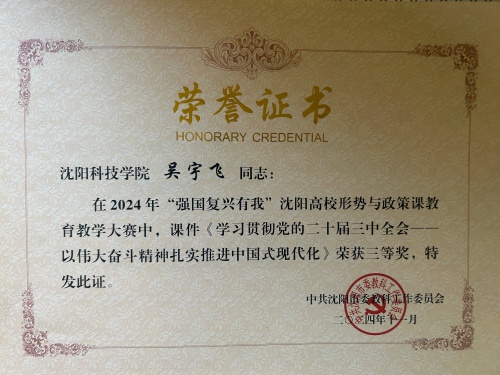 荣誉证书
HONORARY CREDENTIAL
沈阳科技学院 吴宇飞 同志：
在2024年“强国复兴有我”沈阳高校形势与政策课教
育教学大赛中，课件《学习贯彻党的二十届三中全会——
以伟大奋斗精神扎实推进中国式现代化》荣获三等奖，特
发此证。
中共沈阳市委教科工作委员会
二〇二四年十一月